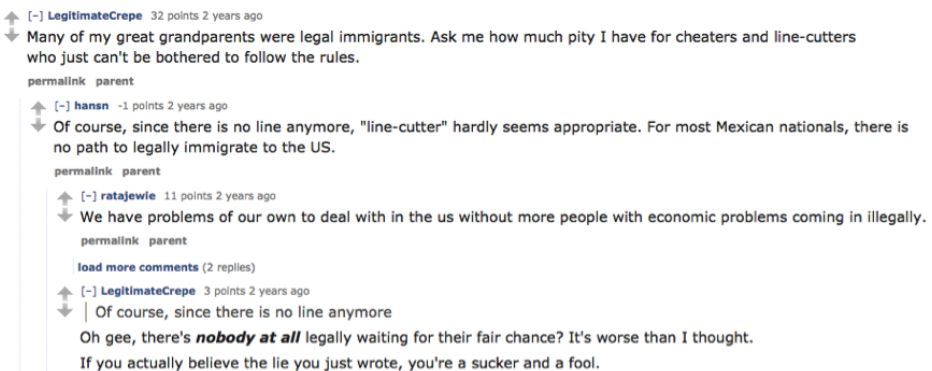 [-] LegitimateCrepe 32 points 2 years ago
Many of my great grandparents were legal immigrants. Ask me how much pity I have for cheaters and line-cutters
who just can't be bothered to follow the rules.
permalink parent
[-] hansn -1 points 2 years ago
Of course, since there is no line anymore, "line-cutter" hardly seems appropriate. For most Mexican nationals, there is
no path to legally immigrate to the US.
permalink parent
[-] ratajewie 11 points 2 years ago
We have problems of our own to deal with in the us without more people with economic problems coming in illegally.
permalink parent
load more comments (2 replies)
[-] LegitimateCrepe 3 points 2 years ago
Of course, since there is no line anymore
Oh gee, there's nobody at all legally waiting for their fair chance? It's worse than I thought.
If you actually believe the lie you just wrote, you're a sucker and a fool.